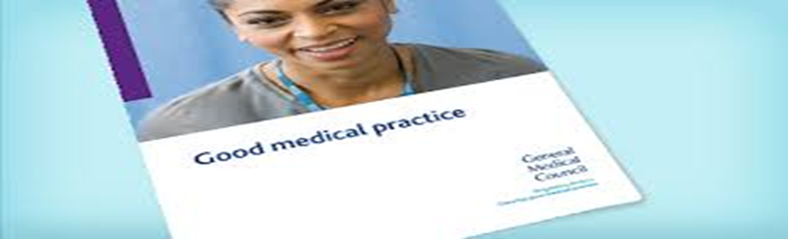 Good medical practice
General
Medical
Council